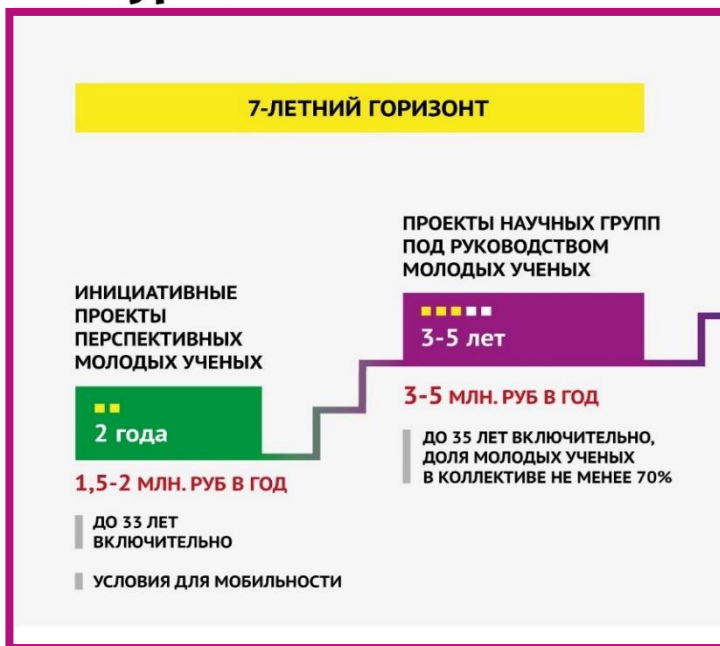 7-ЛЕТНИЙ ГОРИЗОНТ
ИНИЦИАТИВНЫЕ
ПРОЕКТЫ
ПЕРСПЕКТИВНЫХ
МОЛОДЫХ УЧЕНЫХ
2 года
1,5-2 МЛН. РУБ В ГОД
ДО 33 ЛЕТ
ВКЛЮЧИТЕЛЬНО
УСЛОВИЯ ДЛЯ МОБИЛЬНОСТИ
ПРОЕКТЫ НАУЧНЫХ ГРУПП
ПОД РУКОВОДСТВОМ
МОЛОДЫХ УЧЕНЫХ
3-5 лет
3-5 МЛН. РУБ В ГОД
ДО 35 ЛЕТ ВКЛЮЧИТЕЛЬНО,
ДОЛЯ МОЛОДЫХ УЧЕНЫХ
В КОЛЛЕКТИВЕ НЕ МЕНЕЕ 70%